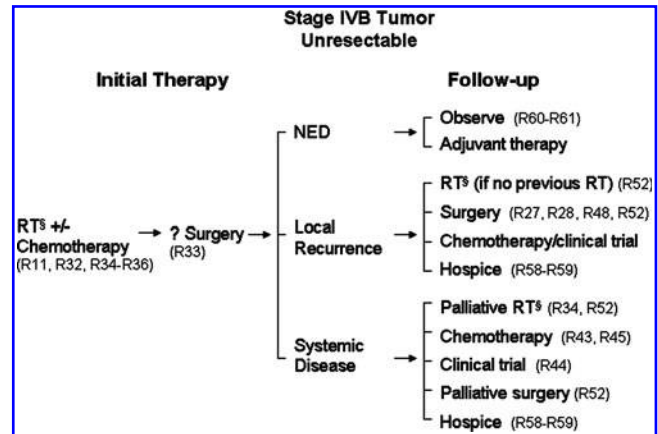 Stage IVB Tumor
Unresectable
Initial Therapy
Follow-up
RT§ +/-
Chemotherapy
(R11, R32, R34-R36)
? Surgery
(R33)
NED
Observe (R60-R61)
Adjuvant therapy
Local
Recurrence
RT§ (if no previous RT) (R52)
Surgery (R27, R28, R48, R52)
Chemotherapy/clinical trial
Hospice (R58-R59)
Systemic
Disease
Palliative RT§ (R34, R52)
Chemotherapy (R43, R45)
Clinical trial (R44)
Palliative surgery (R52)
Hospice (R58-R59)